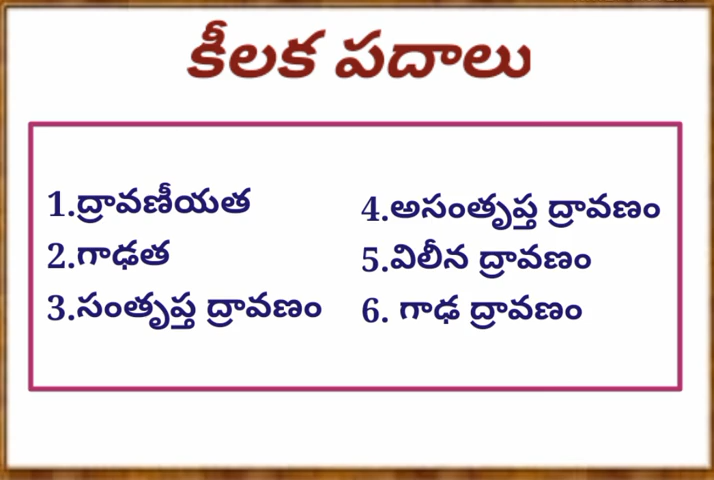 కీలక పదాలు
1.ద్రావణీయత
2.గాఢత
3.సంతృప్త ద్రావణం
4.అసంతృప్త ద్రావణం
5.విలీన ద్రావణం
6. గాఢ ద్రావణం